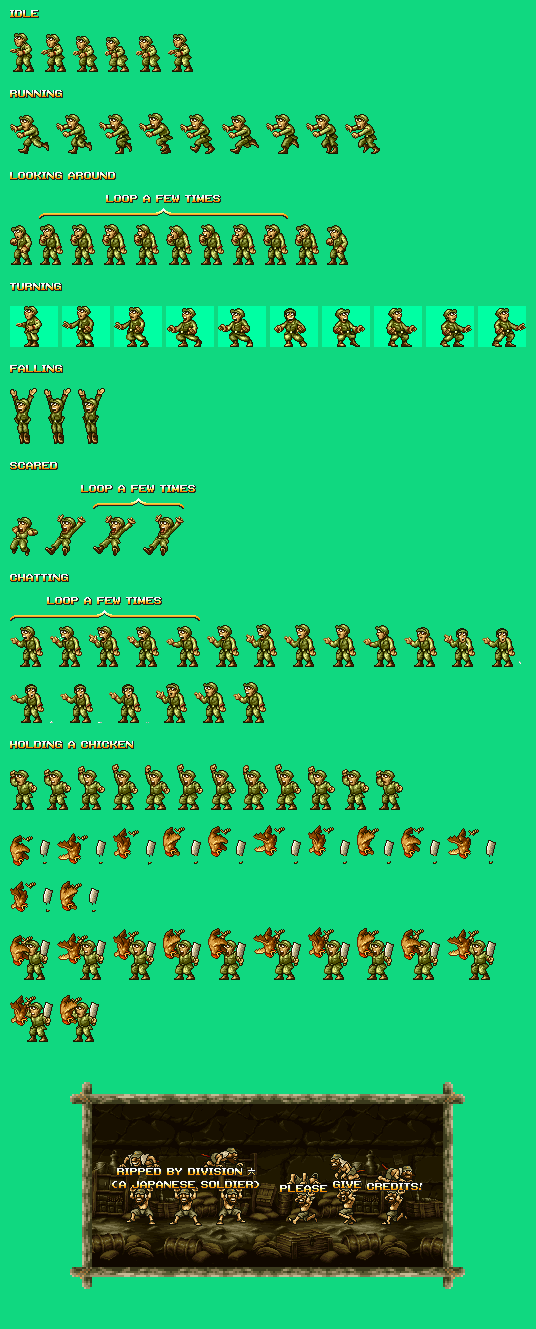 IDLE
RUNNING
LOOKING AROUND
LOOP A FEW TIMES
TURNING
FALLING
SCARED
LOOP A FEW TIMES
CHATTING
LOOP A FEW TIMES
HOLDING A CHICKEN
RIPPED BY DIVISION 六
(A JAPANESE SOLDIER)
PLEASE GIVE CREDITS!